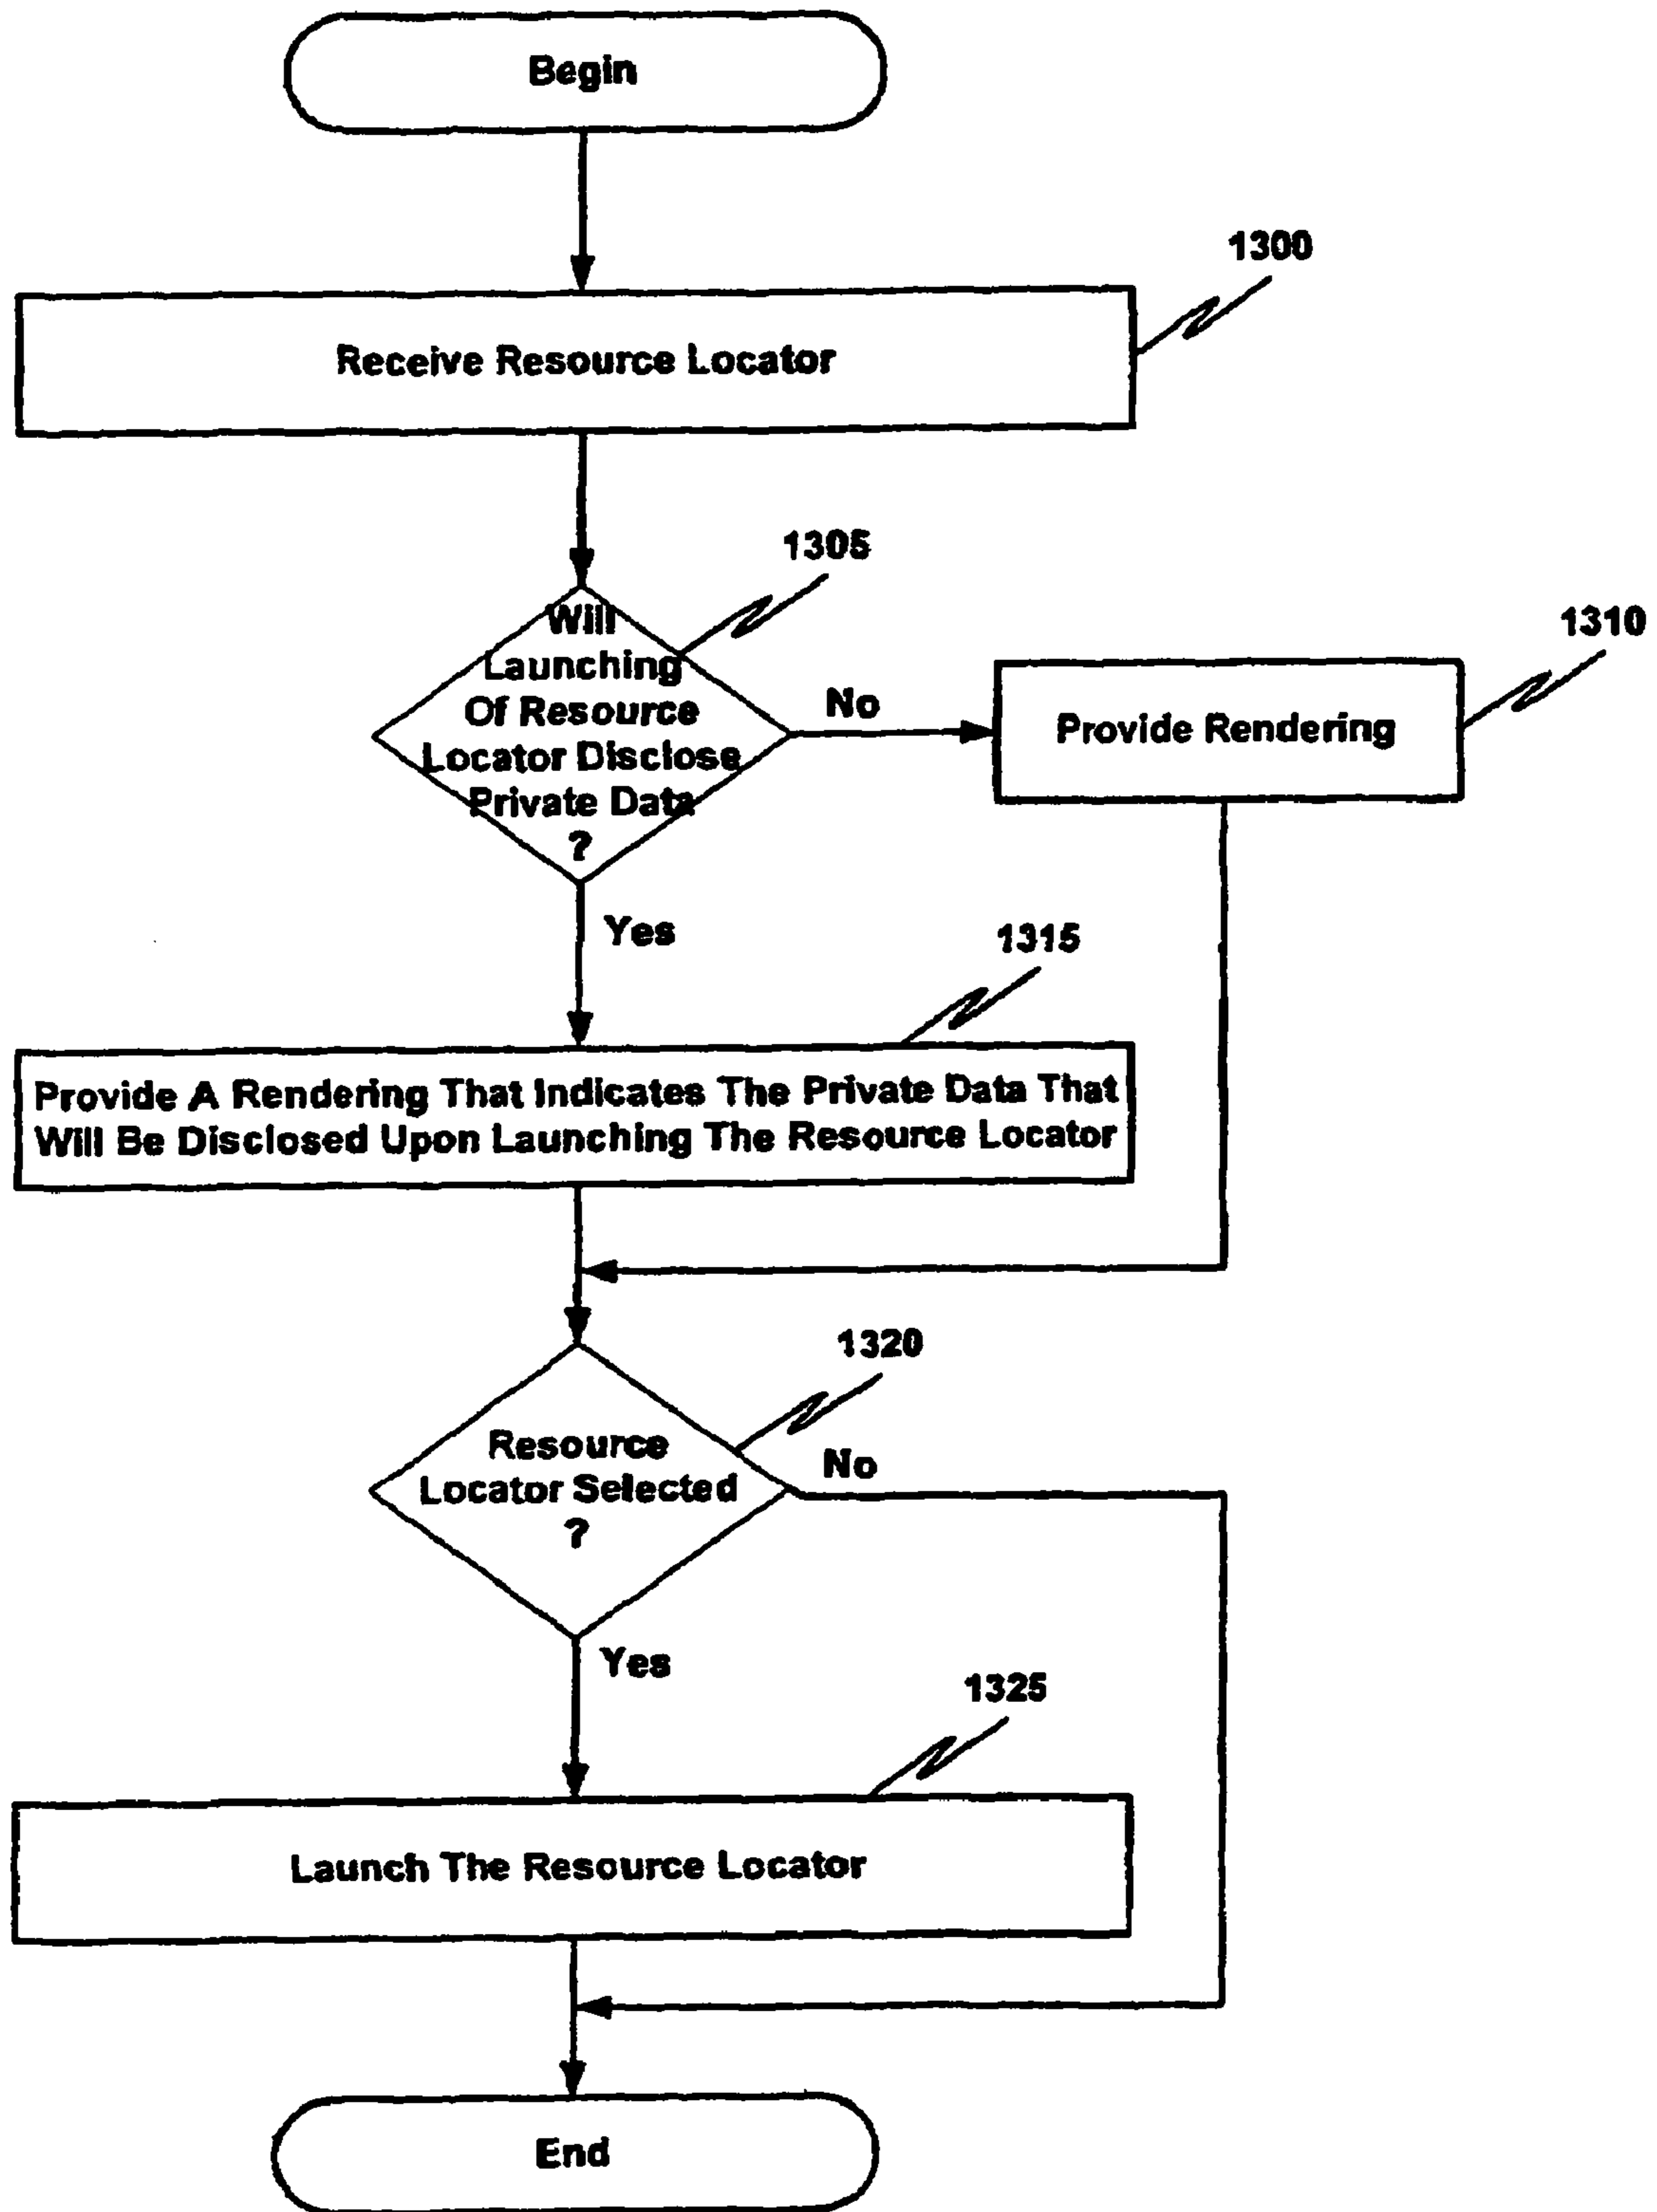 Begin
1300
Receive Resource Locator
1305
Will
Launching
Of Resource
Locator Disclose
Private Data
?
No
1310
Provide Rendering
Yes
1315
Provide A Rendering That Indicates The Private Data That
Will Be Disclosed Upon Launching The Resource Locator
1320
Resource
Locator Selected
?
No
Yes
1325
Launch The Resource Locator
End